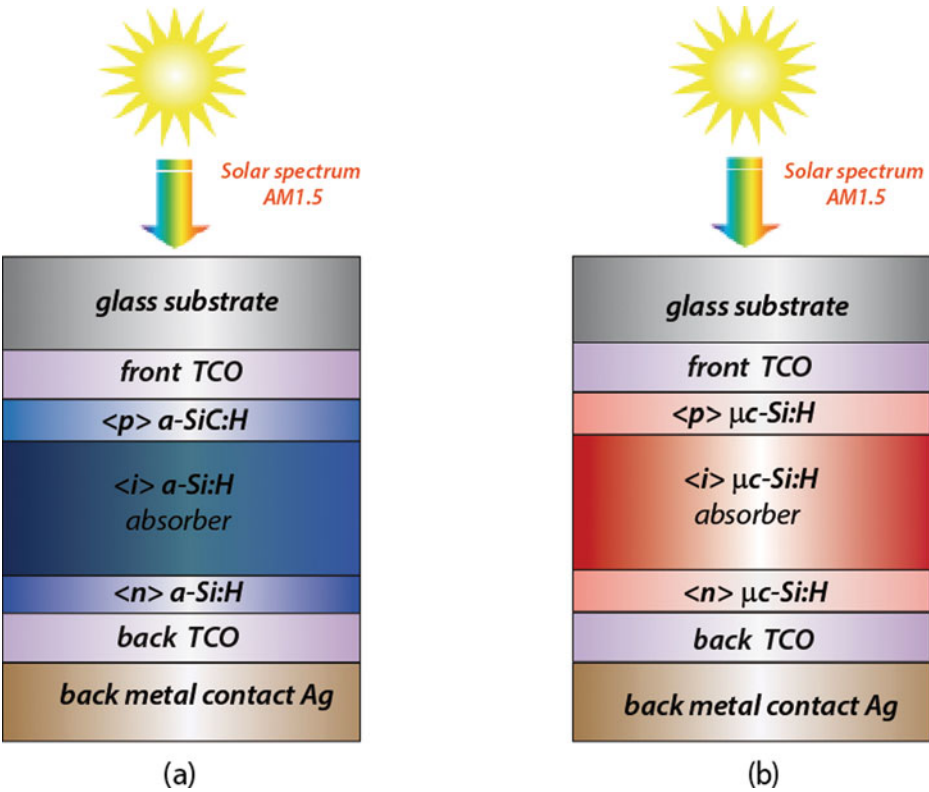 Solar spectrum
AM1.5
glass substrate
front TCO
<p> a-SiC:H
<i> a-Si:H
absorber
<n> a-Si:H
back TCO
back metal contact Ag
(a)
Solar spectrum
AM1.5
glass substrate
front TCO
<p> μc-Si:H
<i> μc-Si:H
absorber
<n> μc-Si:H
back TCO
back metal contact Ag
(b)